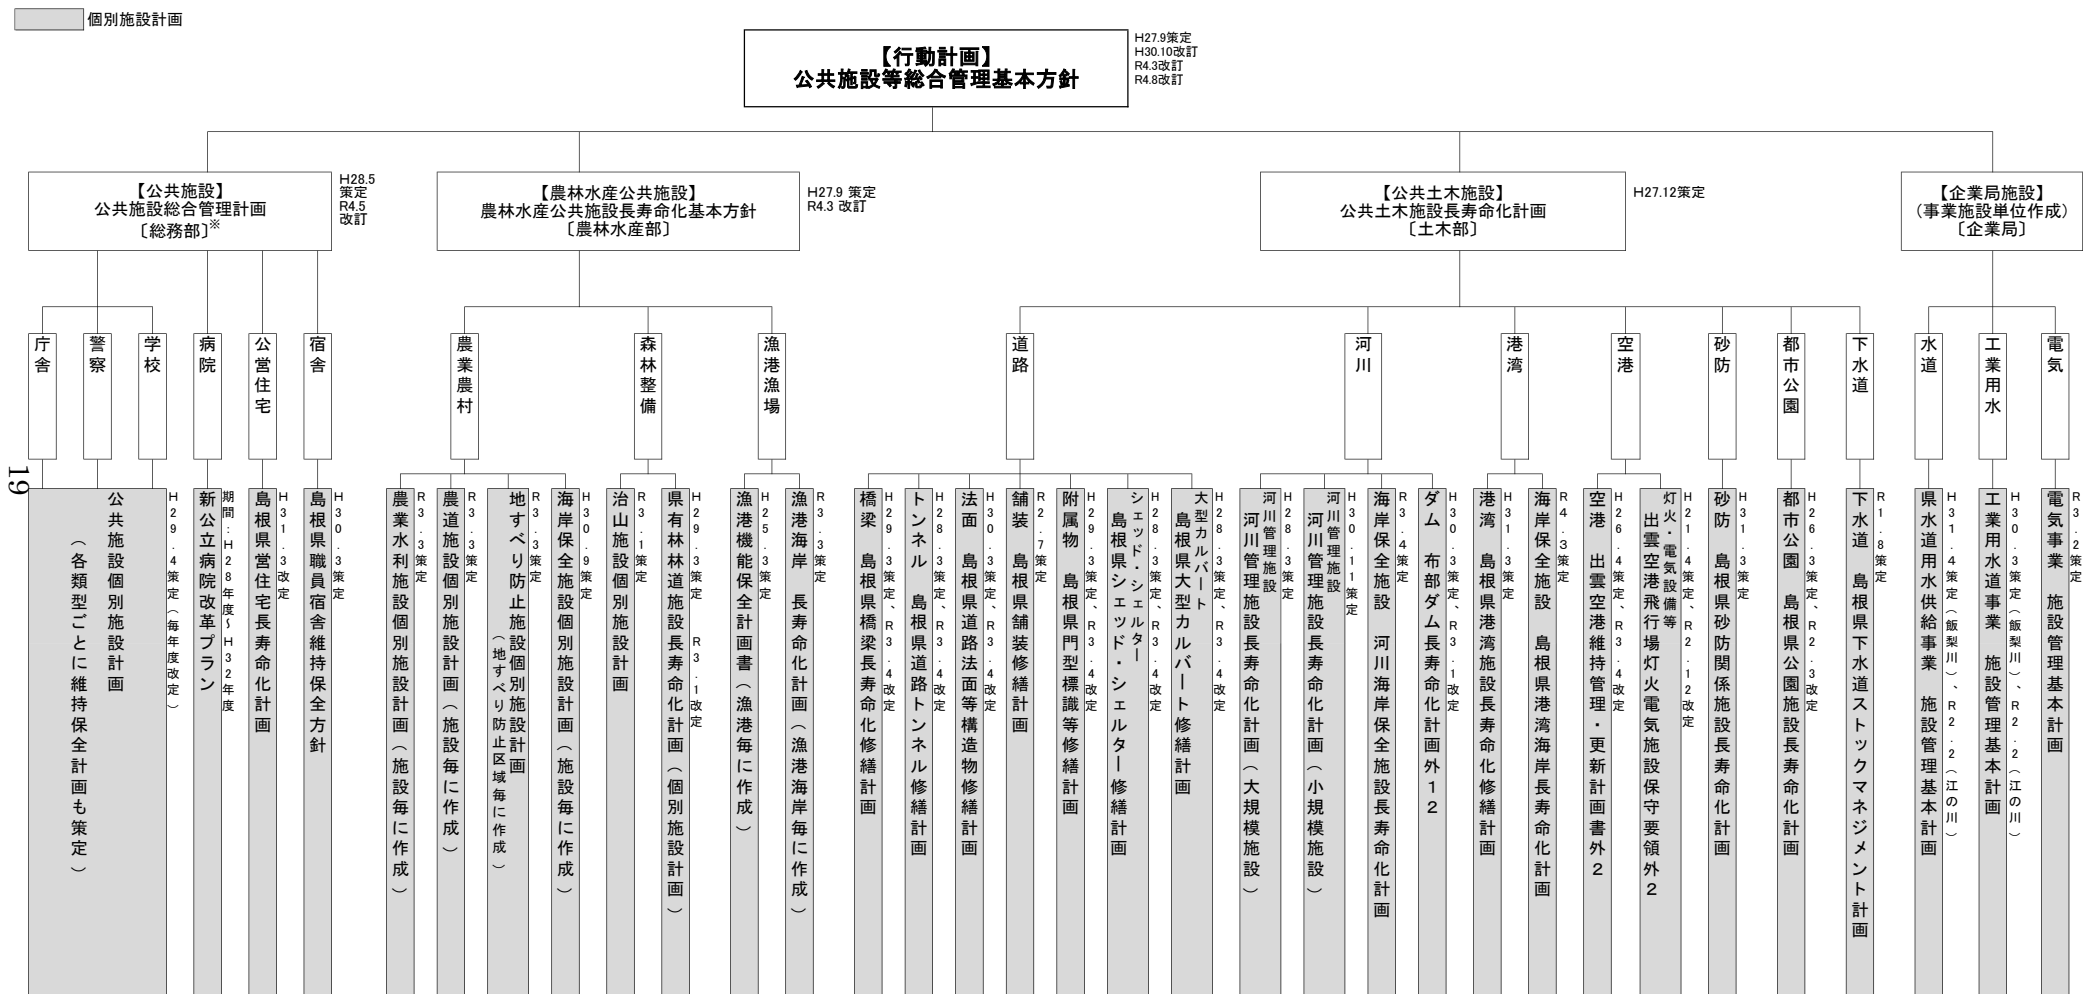 個別施設計画
【行動計画】
公共施設等総合管理基本方針
H27.9策定
H30.10改訂
R4.3改訂
R4.8改訂
【公共施設】
公共施設総合管理計画
〔総務部〕※
H28.5
策定
R4.5
改訂
【農林水産公共施設】
農林水産公共施設長寿命化基本方針
〔農林水産部〕
H27.9 策定
R4.3 改訂
【公共土木施設】
公共土木施設長寿命化計画
〔土木部〕
H27.12策定
【企業局施設】
(事業施設単位作成)
〔企業局〕
庁舎
警察
学校
病院
公営住宅
宿舎
農業農村
森林整備
漁港漁場
道路
河川
港湾
空港
砂防
都市公園
下水道
水道
工業用水
電気
19
公共施設個別施設計画
(各類型ごとに維持保全計画も策定)
H29.4策定(毎年度改定)
新公立病院改革プラン
期間:H28年度~H32年度
島根県営住宅長寿命化計画
H31.3改定
島根県職員宿舎維持保全方針
H30.3策定
農業水利施設個別施設計画(施設毎に作成)
R3.3策定
農道施設個別施設計画(施設毎に作成)
R3.3策定
地すべり防止施設個別施設計画
(地すべり防止区域毎に作成)
R3.3策定
海岸保全施設個別施設計画(施設毎に作成)
H30.9策定
治山施設個別施設計画
R3.1策定
県有林林道施設長寿命化計画(個別施設計画)
H29.3策定 R3.1改定
漁港機能保全計画書(漁港毎に作成)
H25.3策定
漁港海岸 長寿命化計画(漁港海岸毎に作成)
R3.3策定
橋梁 島根県橋梁長寿命化修繕計画
H29.3策定、R3.4改定
トンネル 島根県道路トンネル修繕計画
H28.3策定、R3.4改定
法面 島根県道路法面等構造物修繕計画
H30.3策定、R3.4改定
舗装 島根県舗装修繕計画
R2.7策定
附属物 島根県門型標識等修繕計画
H29.3策定、R3.4改定
シェッド・シェルター
島根県シェッド・シェルター修繕計画
H28.3策定、R3.4改定
大型カルバート
島根県大型カルバート修繕計画
H28.3策定、R3.4改定
河川管理施設
河川管理施設長寿命化計画(大規模施設)
H28.3策定
河川管理施設
河川管理施設長寿命化計画(小規模施設)
H30.11策定
海岸保全施設 河川海岸保全施設長寿命化計画
R3.4策定
ダム 布部ダム長寿命化計画外12
H30.3策定、R3.1改定
港湾 島根県港湾施設長寿命化修繕計画
H31.3策定
海岸保全施設 島根県港湾海岸長寿命化計画
R4.3策定
空港 出雲空港維持管理・更新計画書外2
H26.4策定、R3.4改定
灯火・電気設備等
出雲空港飛行場灯火電気施設保守要領外2
H21.4策定、R2.12改定
砂防 島根県砂防関係施設長寿命化計画
H31.3策定
都市公園 島根県公園施設長寿命化計画
H26.3策定、R2.3改定
下水道 島根県下水道ストックマネジメント計画
R1.8策定
県水道用水供給事業 施設管理基本計画
H31.4策定(飯梨川)、R2.2(江の川)
工業用水道事業 施設管理基本計画
H30.3策定(飯梨川)、R2.2(江の川)
電気事業 施設管理基本計画
R3.2策定